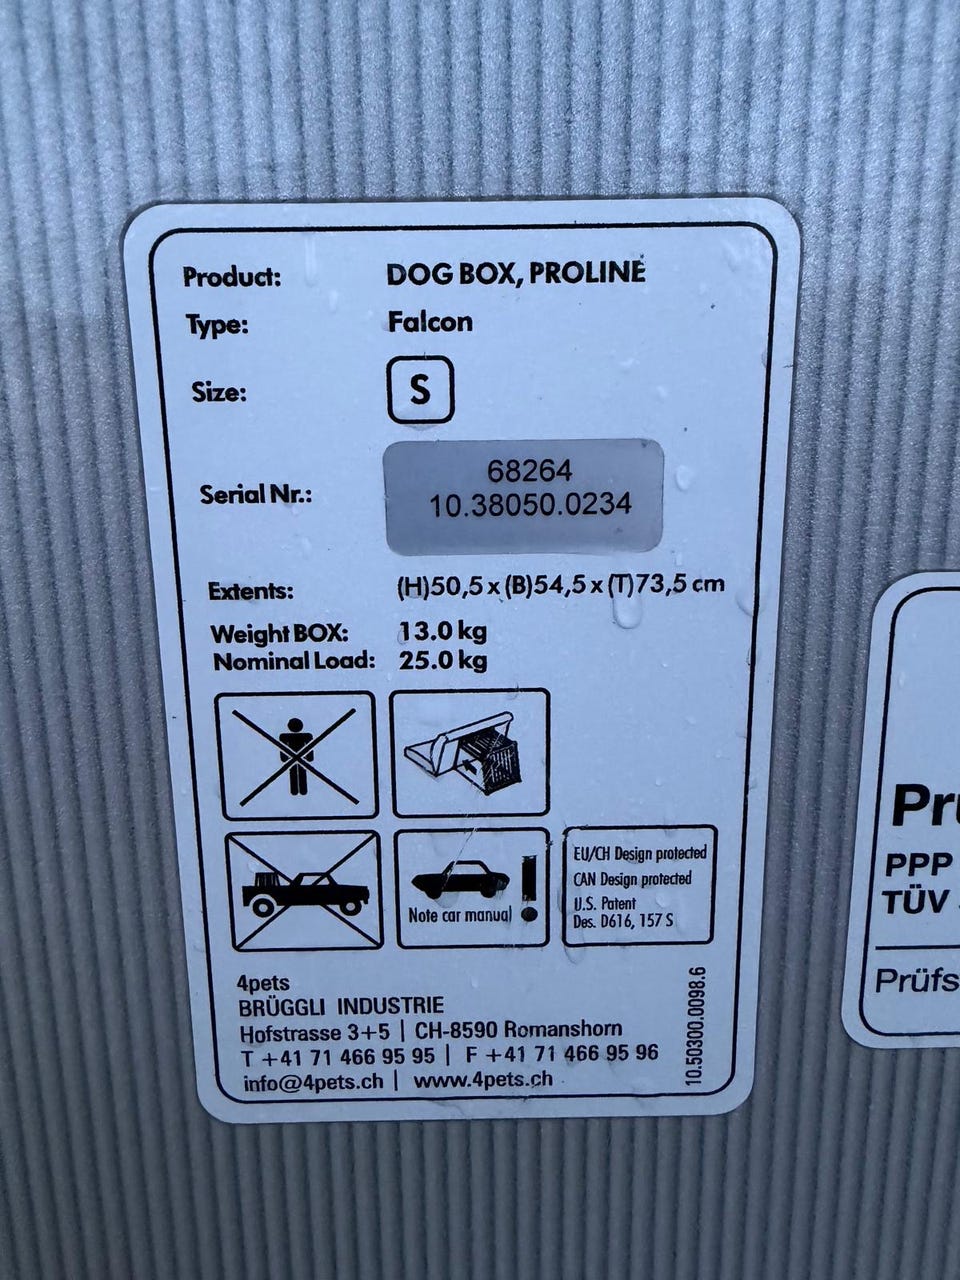 Product: DOG BOX, PROLINE
Type: Falcon
Size: S
Serial Nr.: 68264
10.38050.0234
Extents: (H)50,5 x (B)54,5 x (T)73,5 cm
Weight BOX: 13.0 kg
Nominal Load: 25.0 kg
Note car manual !
EU/CH Design protected
CAN Design protected
U.S. Patent
Des. D616, 157 S
4pets
BRÜGGLI INDUSTRIE
Hofstrasse 3+5 | CH-8590 Romanshorn
T +41 71 466 95 95 | F +41 71 466 95 96
info@4pets.ch | www.4pets.ch
10.50300.0098.6
PPP
TÜV